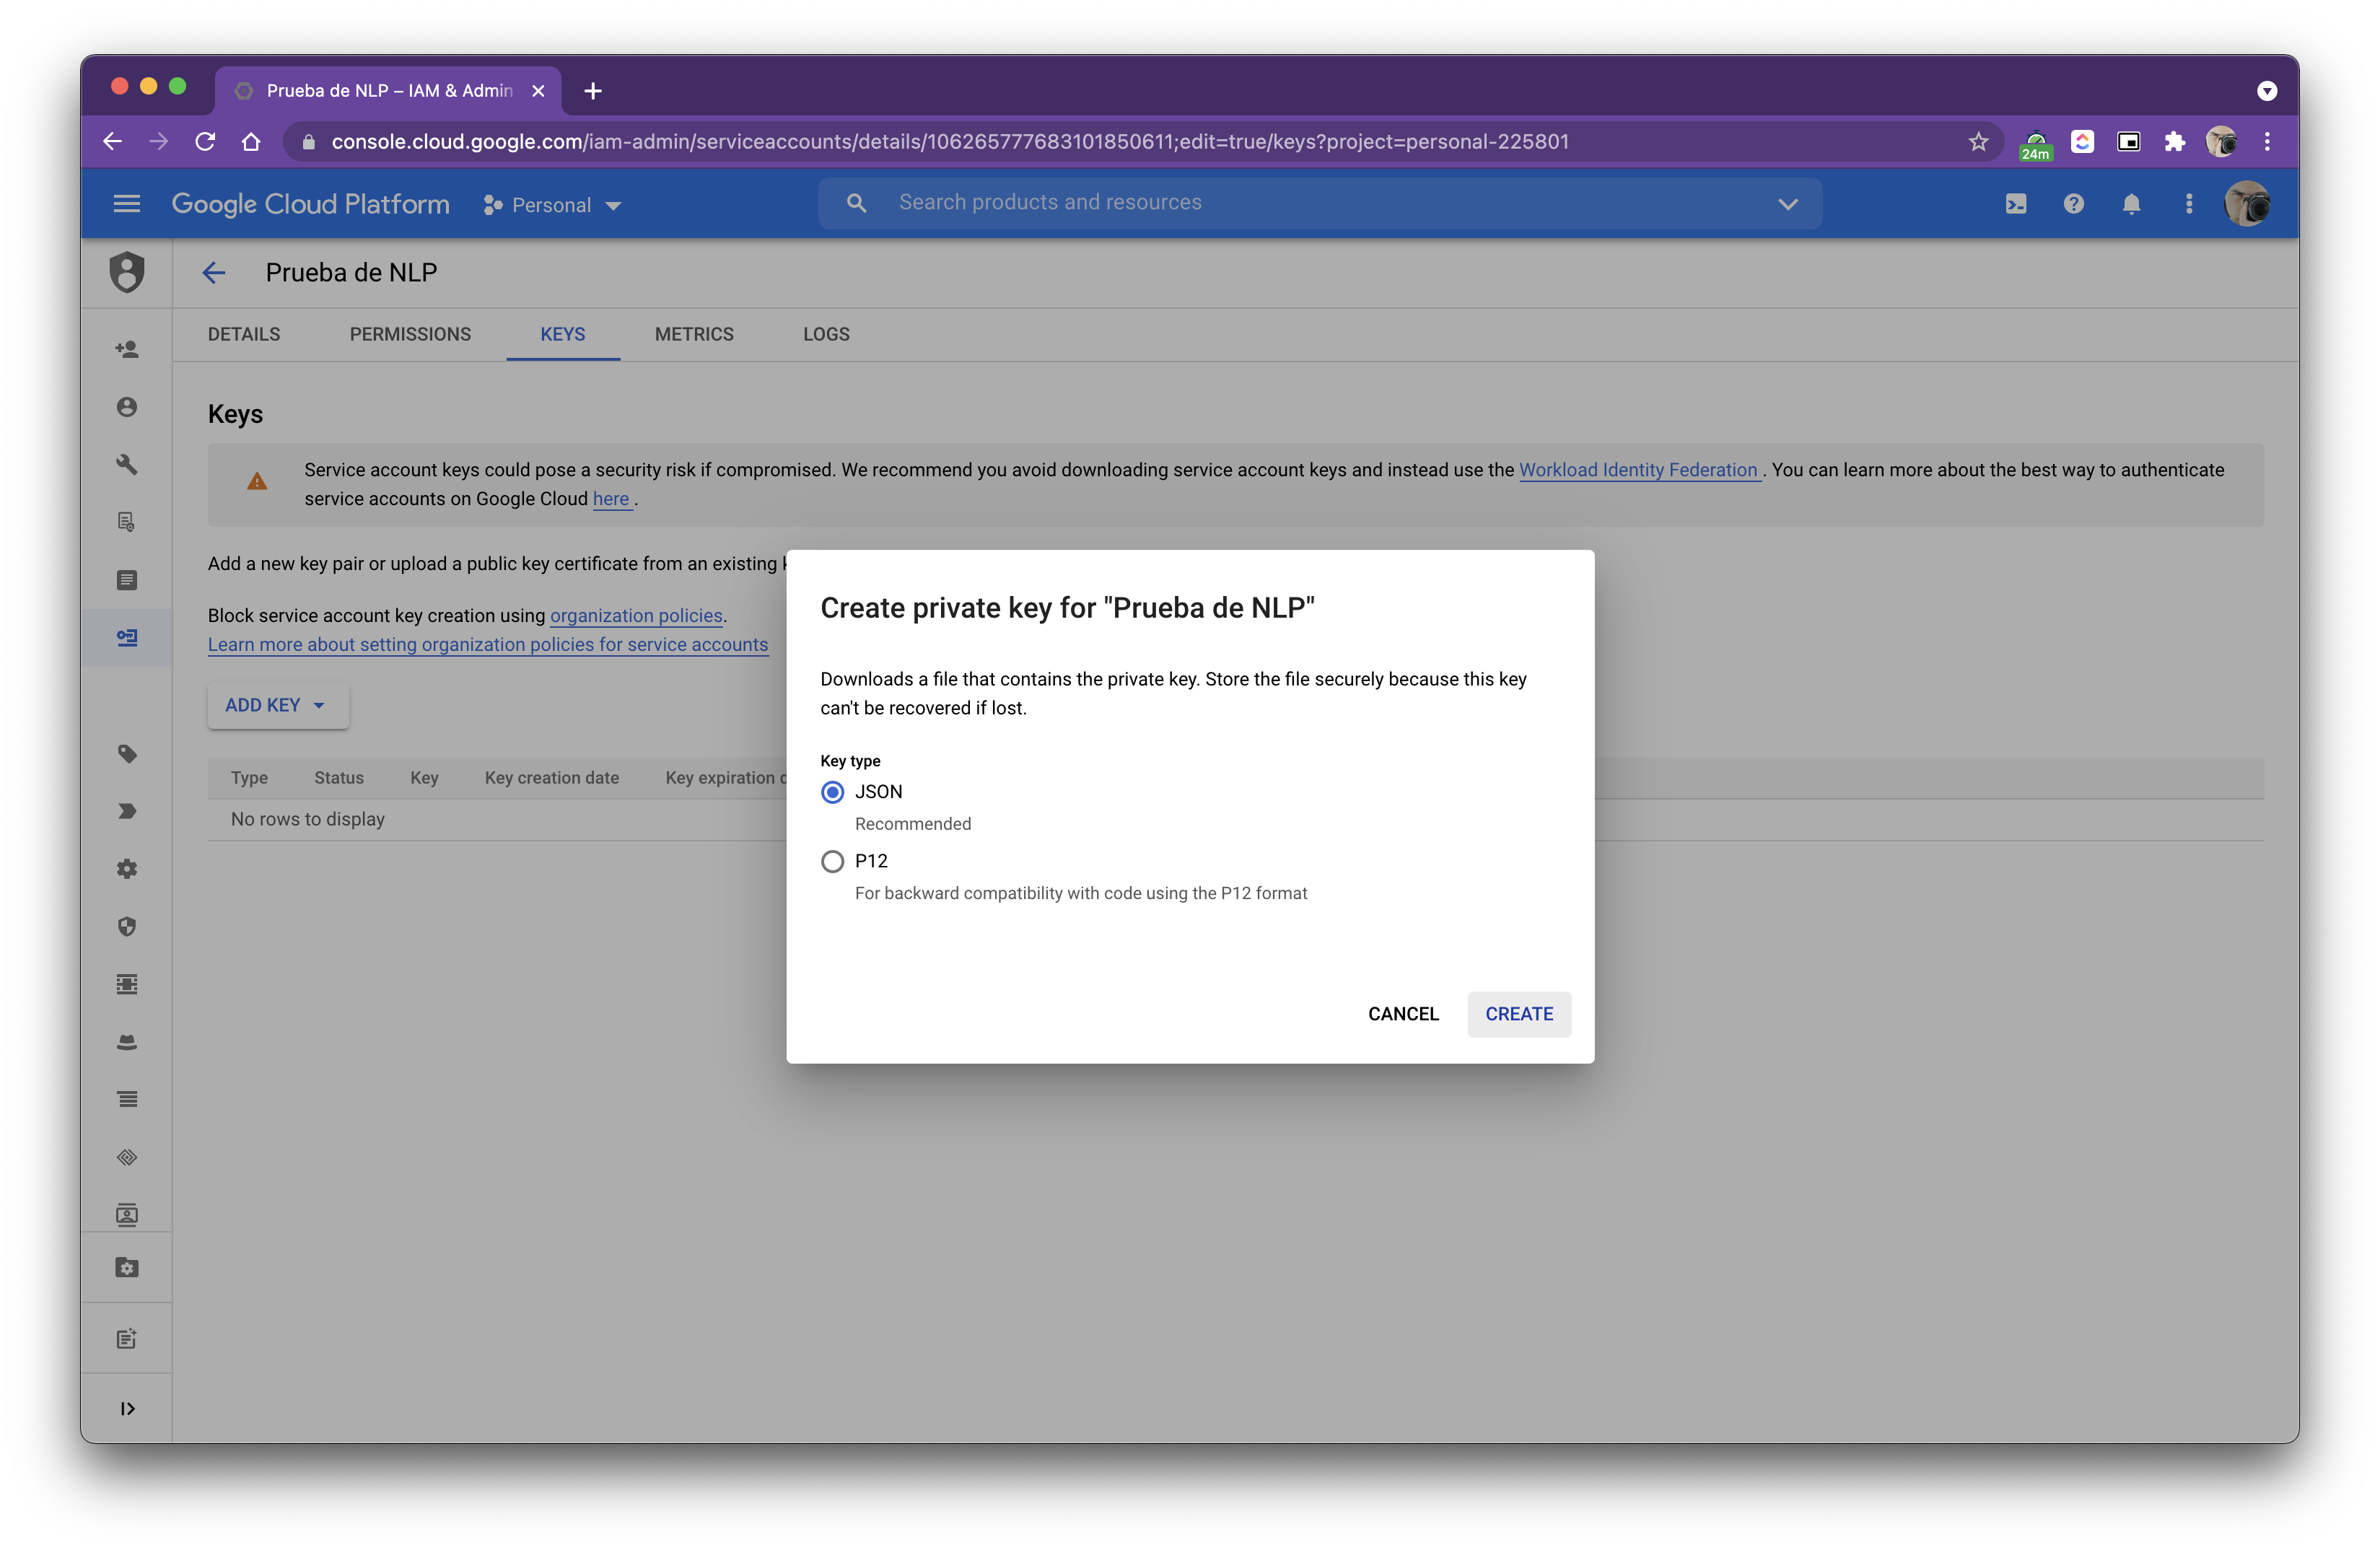 Prueba de NLP – IAM & Admin
console.cloud.google.com/iam-admin/serviceaccounts/details/106265777683101850611;edit=true/keys?project=personal-225801
24m
Google Cloud Platform
Personal
Search products and resources
Prueba de NLP
DETAILS
PERMISSIONS
KEYS
METRICS
LOGS
Keys
Service account keys could pose a security risk if compromised. We recommend you avoid downloading service account keys and instead use the Workload Identity Federation . You can learn more about the best way to authenticate
service accounts on Google Cloud here .
Add a new key pair or upload a public key certificate from an existing
Block service account key creation using organization policies.
Learn more about setting organization policies for service accounts
ADD KEY
Type
Status
Key
Key creation date
Key expiration
No rows to display
Create private key for "Prueba de NLP"
Downloads a file that contains the private key. Store the file securely because this key
can't be recovered if lost.
Key type
JSON
Recommended
P12
For backward compatibility with code using the P12 format
CANCEL
CREATE